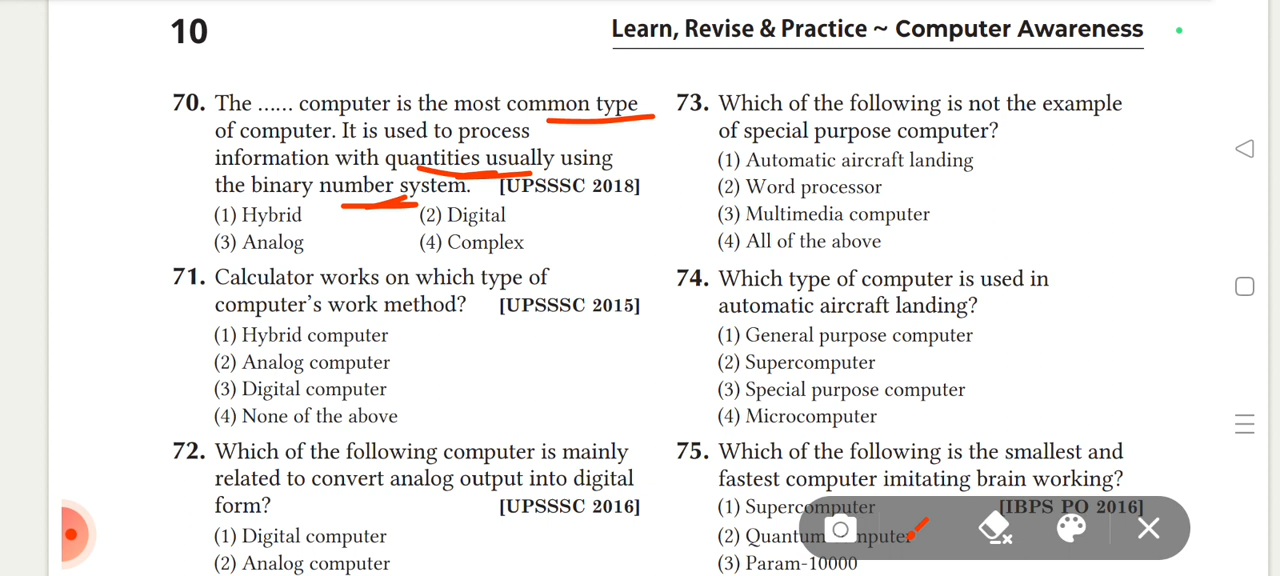 10
Learn, Revise & Practice ~ Computer Awareness
70. The ...... computer is the most common type
of computer. It is used to process
information with quantities usually using
the binary number system. [UPSSSC 2018]
(1) Hybrid (2) Digital
(3) Analog (4) Complex
71. Calculator works on which type of
computer's work method? [UPSSSC 2015]
(1) Hybrid computer
(2) Analog computer
(3) Digital computer
(4) None of the above
72. Which of the following computer is mainly
related to convert analog output into digital
form? [UPSSSC 2016]
(1) Digital computer
(2) Analog computer
73. Which of the following is not the example
of special purpose computer?
(1) Automatic aircraft landing
(2) Word processor
(3) Multimedia computer
(4) All of the above
74. Which type of computer is used in
automatic aircraft landing?
(1) General purpose computer
(2) Supercomputer
(3) Special purpose computer
(4) Microcomputer
75. Which of the following is the smallest and
fastest computer imitating brain working?
(1) Supercomputer [IBPS PO 2016]
(2) Quantum
(3) Param-10000